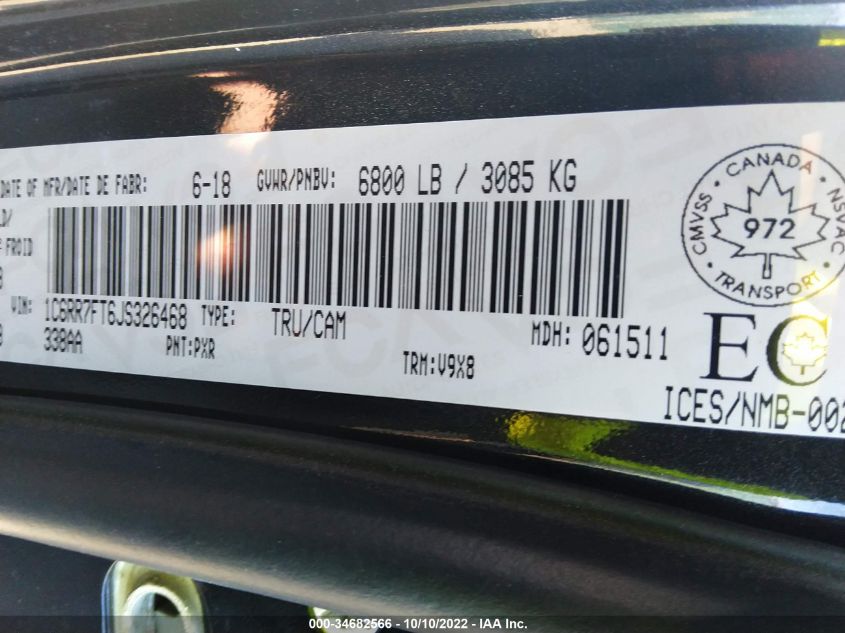 DATE OF MFR/DATE DE FABR: 6-18 GVWR/PNBV: 6800 LB / 3085 KG
LD/
FROID
VIN: 1C6RR7FT6JS326468 TYPE: TRU/CAM MDH: 061511
338AA PNT:PXR TRM:V9X8
CANADA
CMVSS NSVAC
972
TRANSPORT
EC
ICES/NMB-002
000-34682566 - 10/10/2022 - IAA Inc.